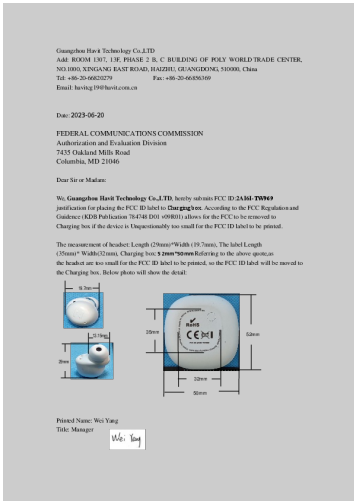 Guangzhou Havit Technology Co.,LTD
Add: ROOM 1307, 13F, PHASE 2 B, C BUILDING OF POLY WORLD TRADE CENTER,
NO.1000, XINGANG EAST ROAD, HAIZHU, GUANGDONG, 510000, China
Tel: +86-20-66820279 Fax: +86-20-66856369
Email: havitcg19@havit.com.cn
Date: 2023-06-20
FEDERAL COMMUNICATIONS COMMISSION
Authorization and Evaluation Division
7435 Oakland Mills Road
Columbia, MD 21046
Dear Sir or Madam:
We, Guangzhou Havit Technology Co.,LTD, hereby submits FCC ID:2AJ6I-TW969
justification for placing the FCC ID label to Charging box. According to the FCC Regulation and
Guidence (KDB Publication 784748 D01 v09R01) allows for the FCC to be removed to
Charging box if the device is Unquestionably too small for the FCC ID label to be printed.
The measurement of headset: Length (29mm)*Width (19.7mm), The label Length
(35mm)* Width(32mm), Charging box: 52mm*50mm Referring to the above quote,as
the headset are too small for the FCC ID label to be printed, so the FCC ID label will be moved to
the Charging box. Below photo will show the detail:
19.7mm
29mm
RoHS
CE
35mm
52mm
32mm
50mm
Printed Name: Wei Yang
Title: Manager
Wei Yang